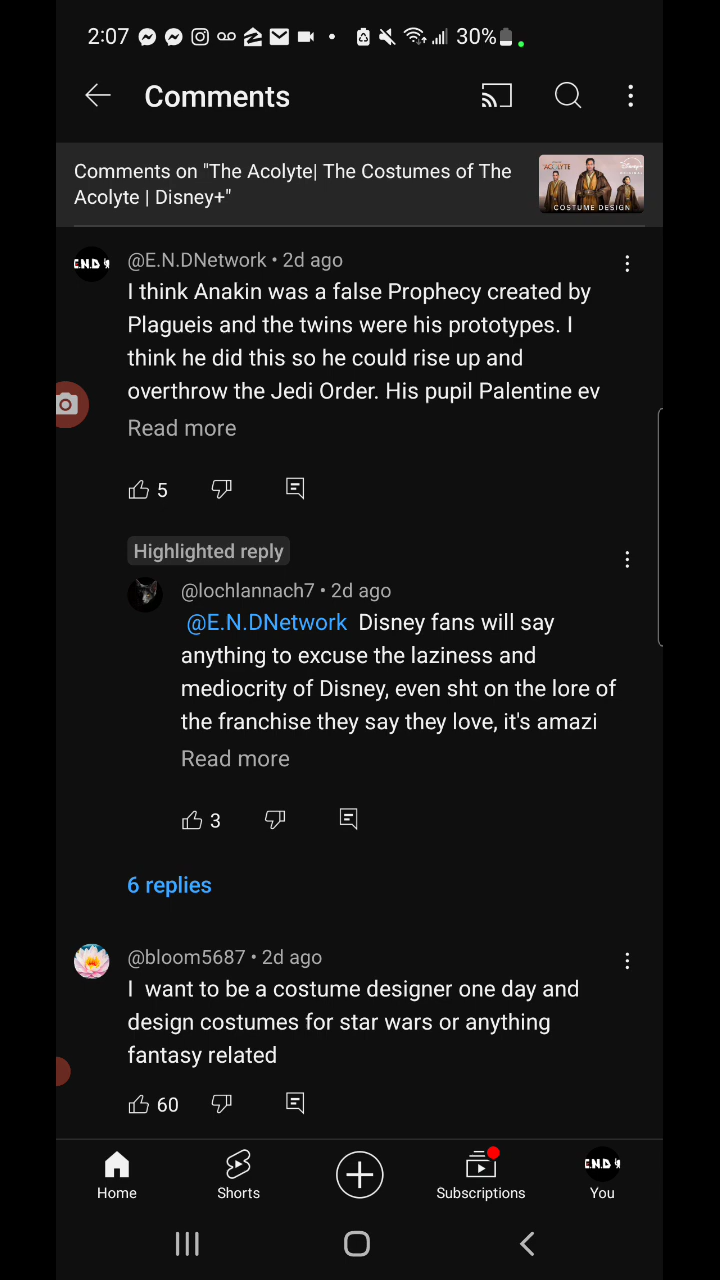 2:07
30%
Comments
Comments on "The Acolyte| The Costumes of The
Acolyte | Disney+"
COSTUME DESIGN
@E.N.DNetwork • 2d ago
I think Anakin was a false Prophecy created by
Plagueis and the twins were his prototypes. I
think he did this so he could rise up and
overthrow the Jedi Order. His pupil Palentine ev
Read more
5
Highlighted reply
@lochlannach7 • 2d ago
@E.N.DNetwork Disney fans will say
anything to excuse the laziness and
mediocrity of Disney, even sht on the lore of
the franchise they say they love, it's amazi
Read more
3
6 replies
@bloom5687 • 2d ago
I want to be a costume designer one day and
design costumes for star wars or anything
fantasy related
60
Home
Shorts
Subscriptions
You